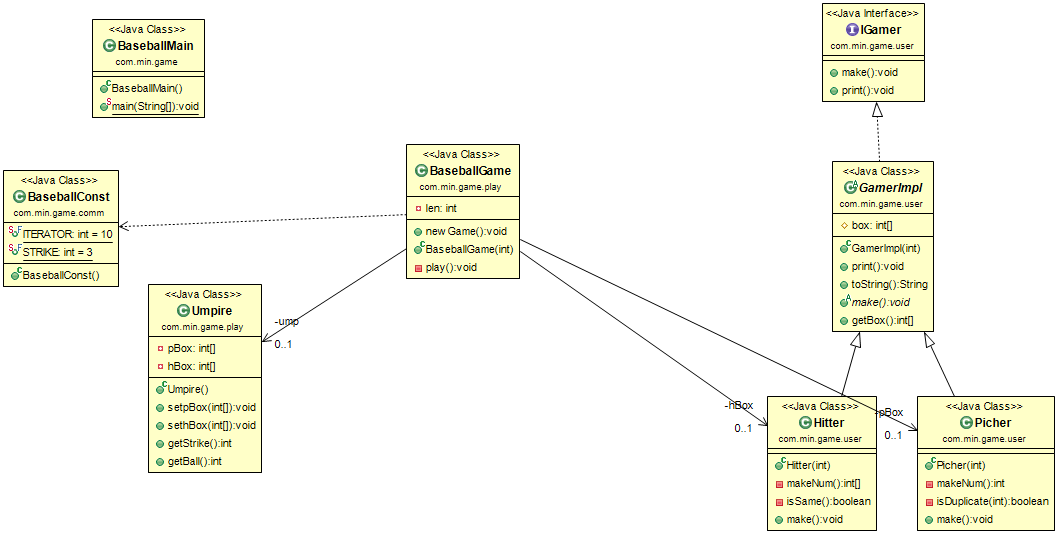 <<Java Class>>
BaseballMain
com.min.game
BaseballMain()
main(String[]):void
<<Java Interface>>
IGamer
com.min.game.user
make():void
print():void
<<Java Class>>
BaseballConst
com.min.game.comm
ITERATOR: int = 10
STRIKE: int = 3
BaseballConst()
<<Java Class>>
BaseballGame
com.min.game.play
len: int
new Game():void
BaseballGame(int)
play():void
<<Java Class>>
GamerImpl
com.min.game.user
box: int[]
GamerImpl(int)
print():void
toString():String
make():void
getBox():int[]
<<Java Class>>
Umpire
com.min.game.play
pBox: int[]
hBox: int[]
Umpire()
setpBox(int[]):void
sethBox(int[]):void
getStrike():int
getBall():int
-ump
0..1
-hBox
0..1
-pBox
0..1
<<Java Class>>
Hitter
com.min.game.user
Hitter(int)
makeNum():int[]
isSame():boolean
make():void
<<Java Class>>
Picher
com.min.game.user
Picher(int)
makeNum():int
isDuplicate(int):boolean
make():void